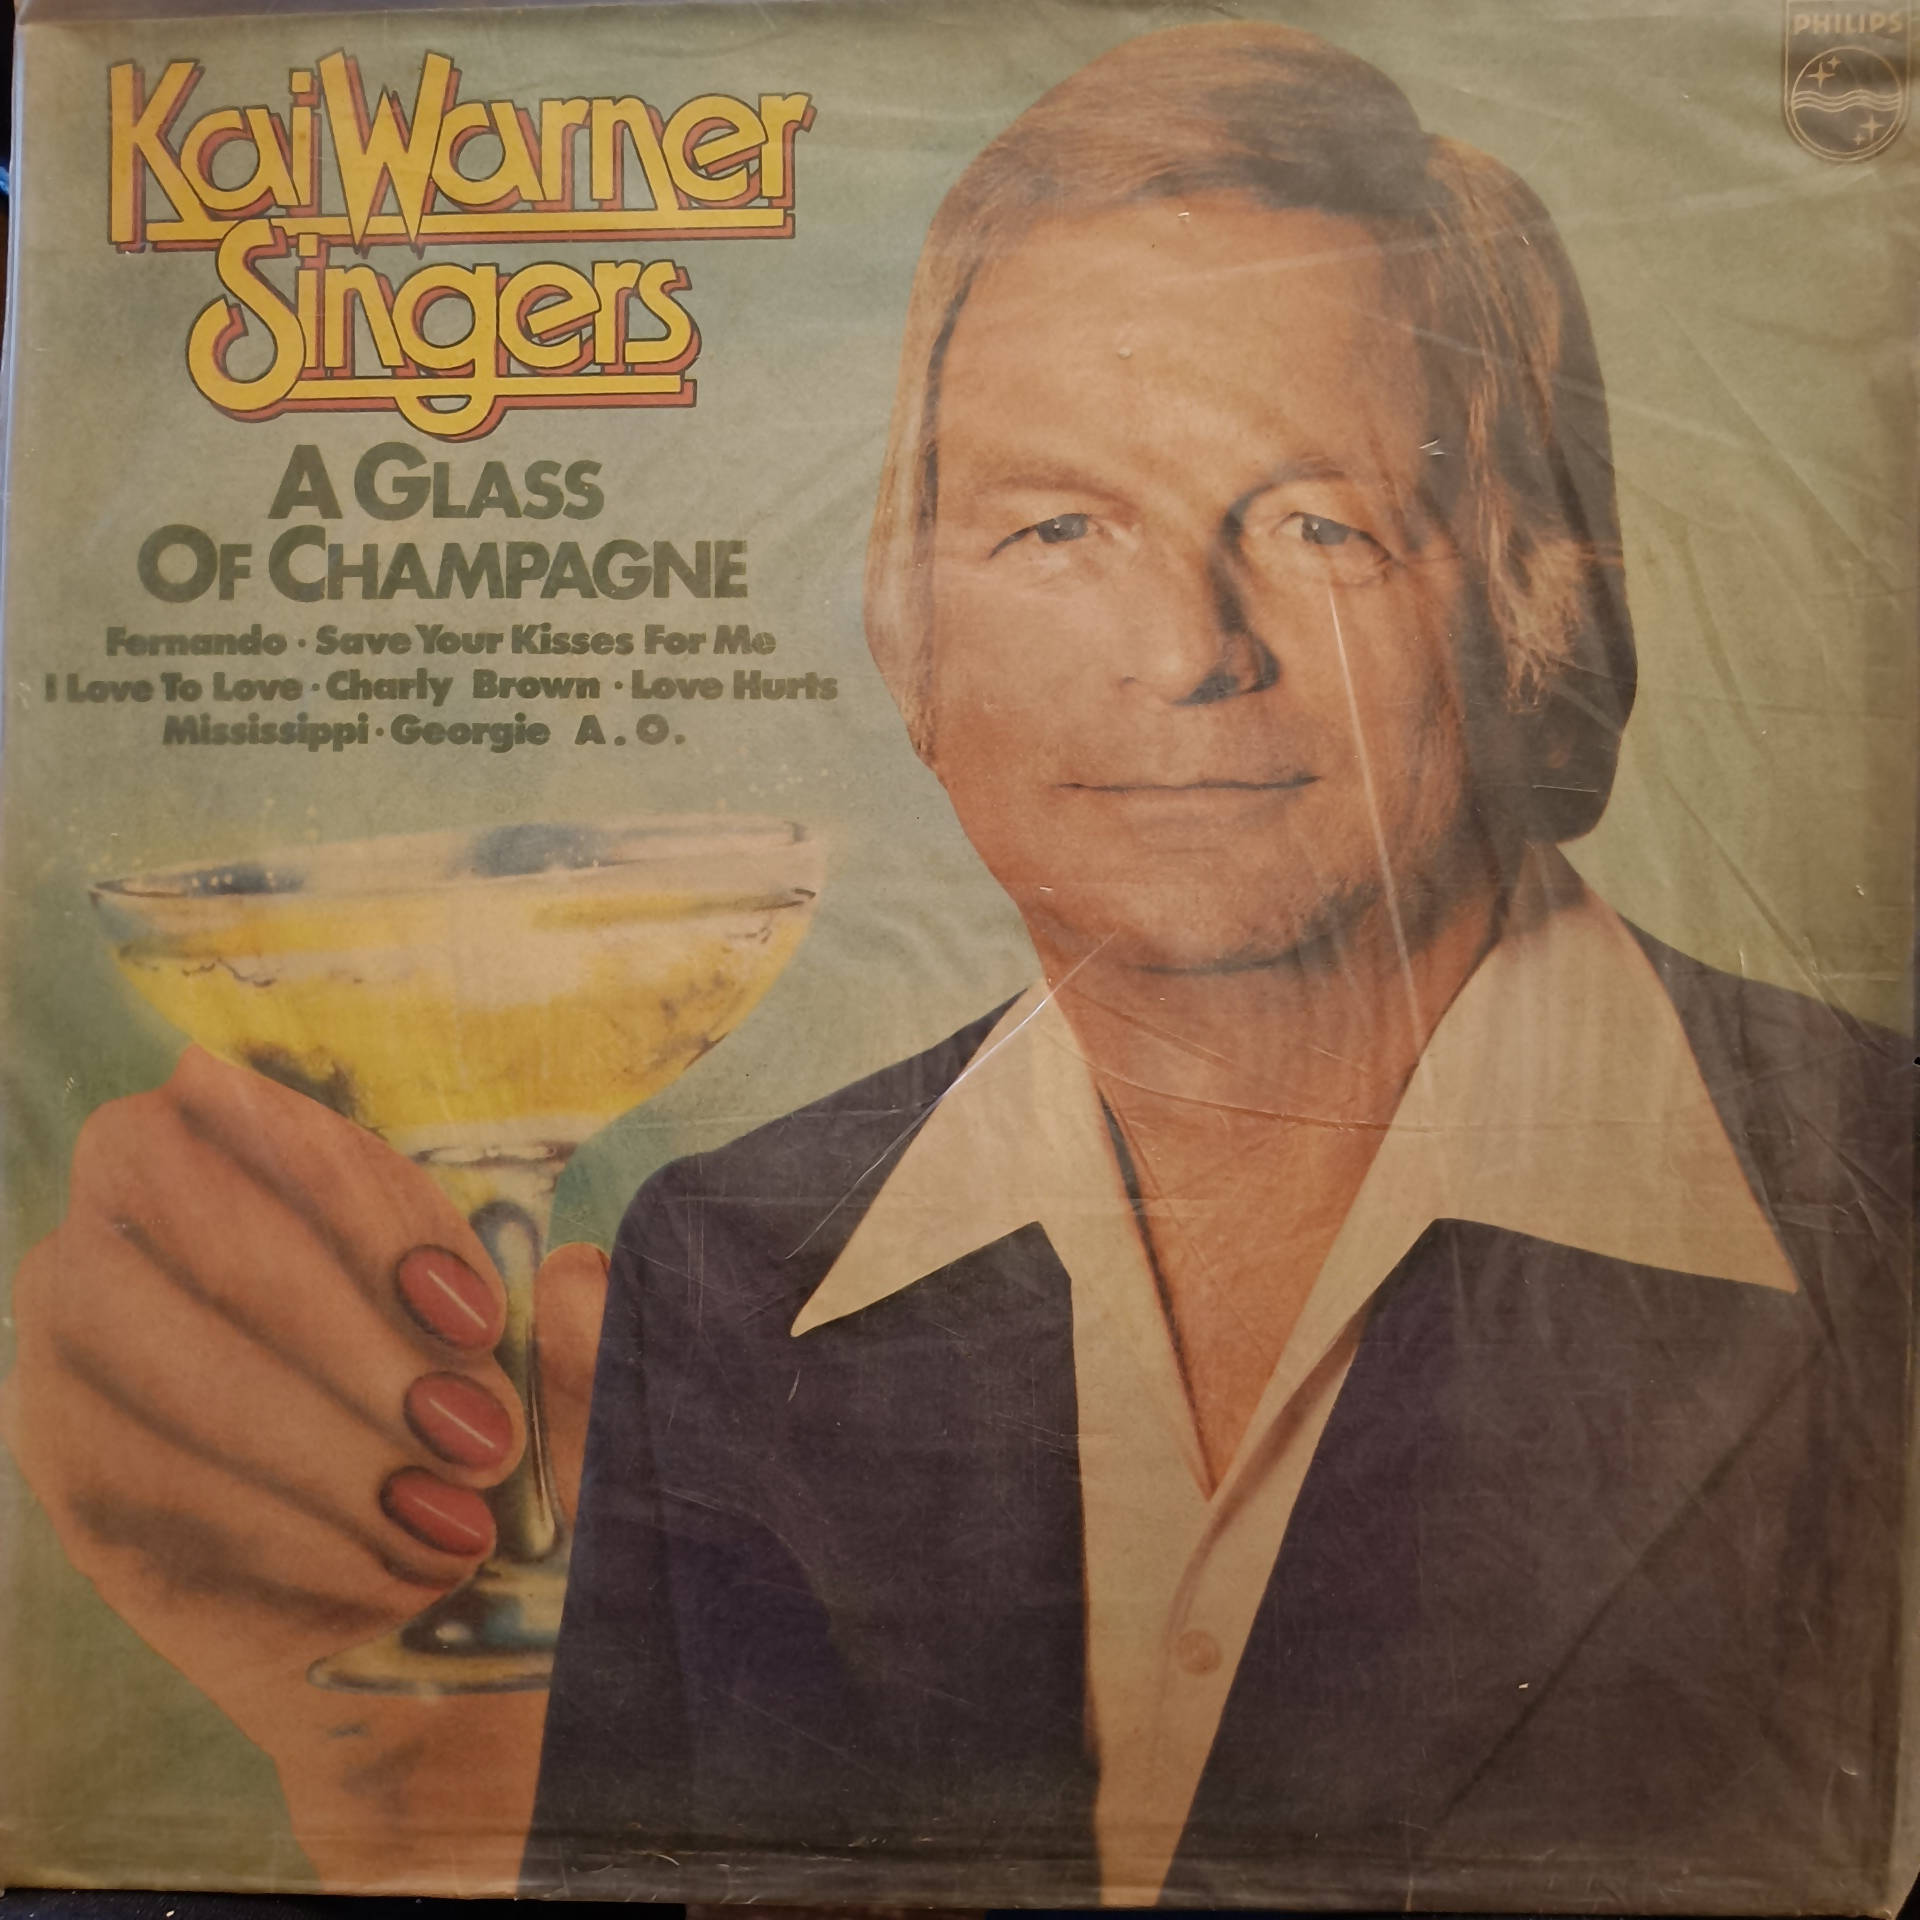 PHILIPS
Kai Warner
Singers
A GLASS
OF CHAMPAGNE
Fernando · Save Your Kisses For Me
I Love To Love · Charly Brown · Love Hurts
Mississippi · Georgie A.O.